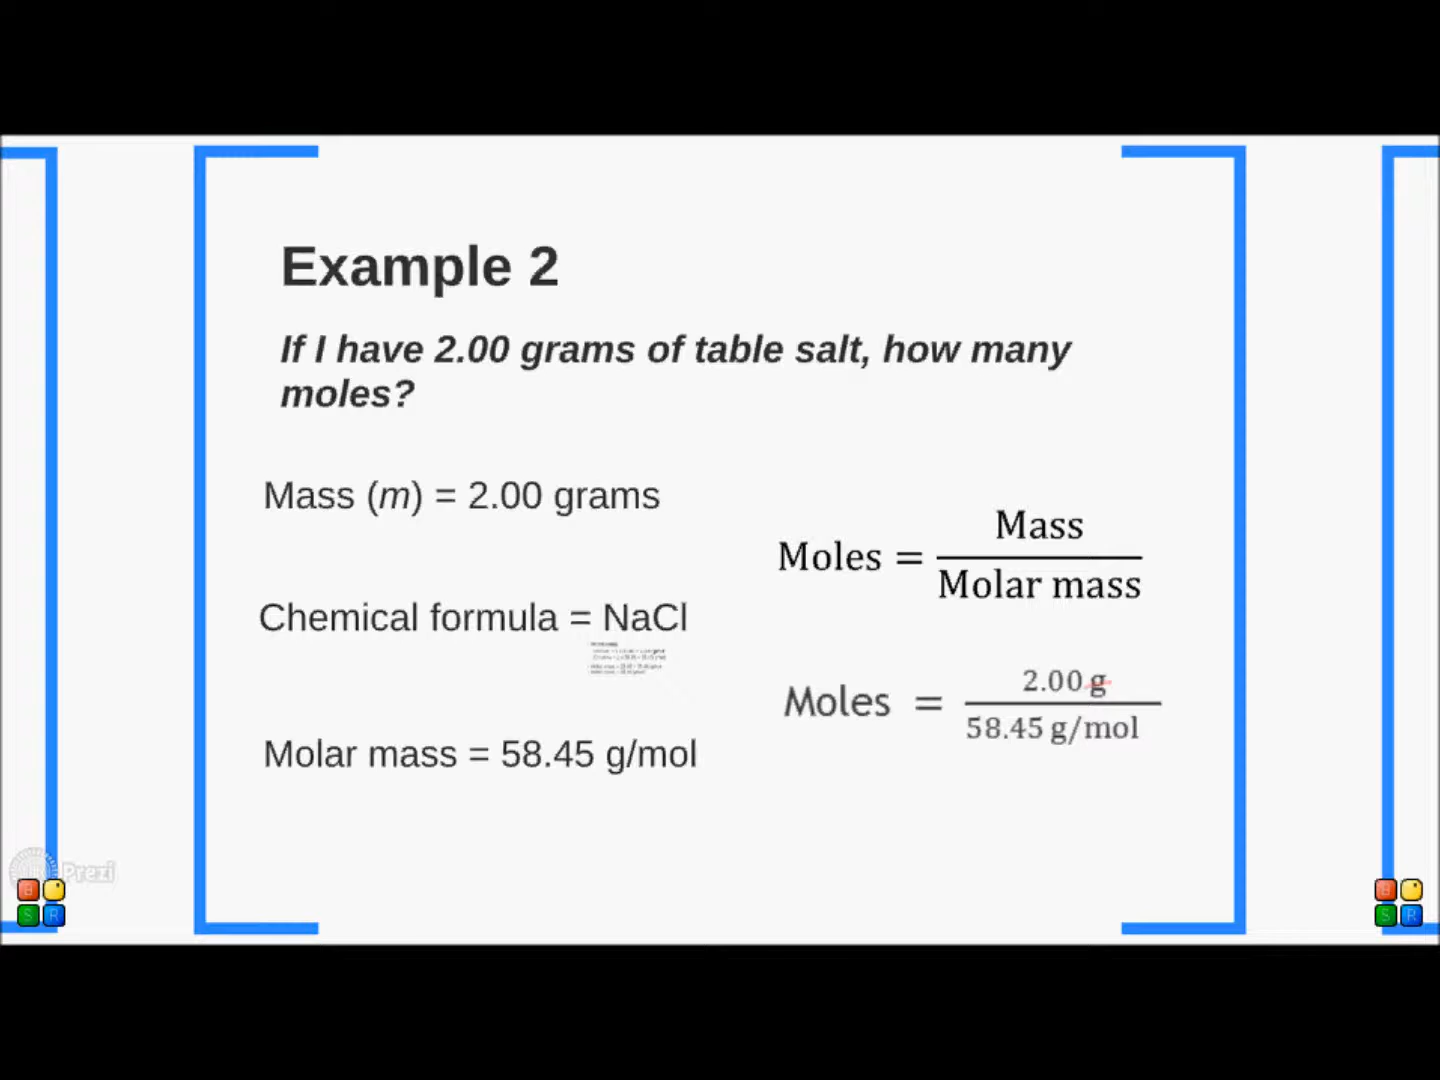 Example 2
If I have 2.00 grams of table salt, how many
moles?
Mass (m) = 2.00 grams
Moles = Mass / Molar mass
Chemical formula = NaCl
Moles = 2.00 g / 58.45 g/mol
Molar mass = 58.45 g/mol
Prezi
B
S R
B
S R